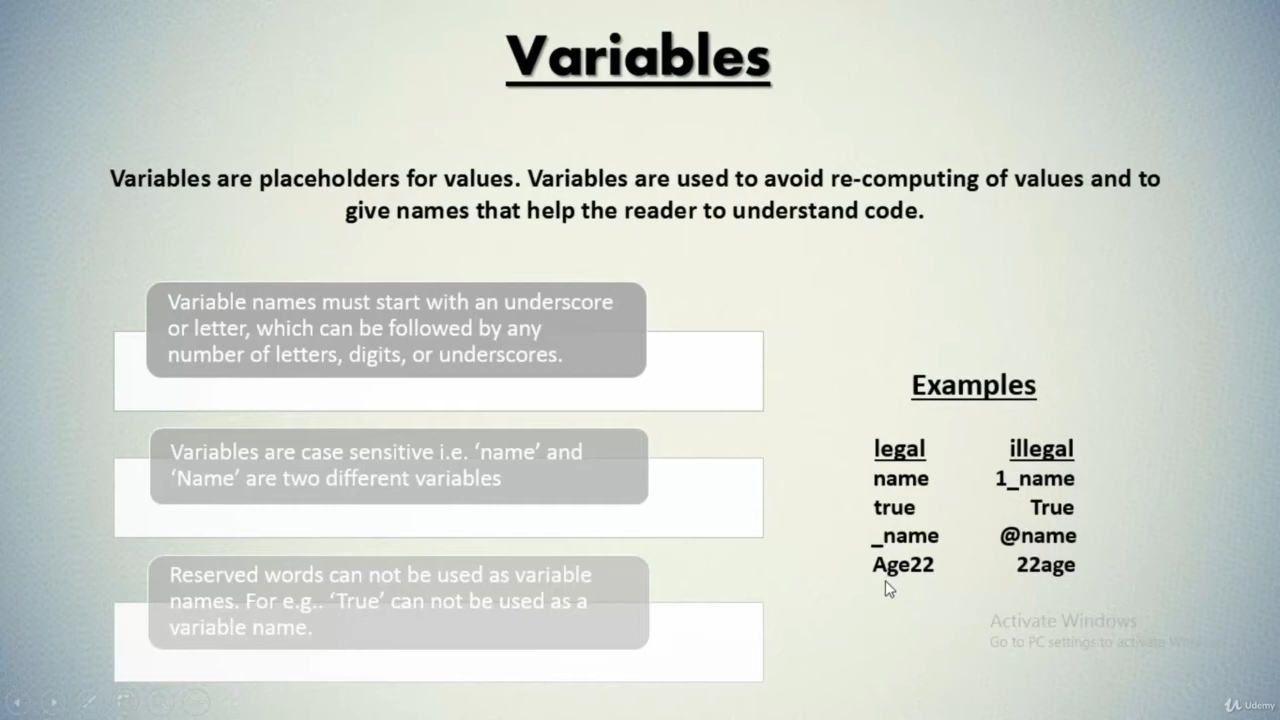 Variables
Variables are placeholders for values. Variables are used to avoid re-computing of values and to
give names that help the reader to understand code.
Variable names must start with an underscore
or letter, which can be followed by any
number of letters, digits, or underscores.
Variables are case sensitive i.e. ‘name’ and
‘Name’ are two different variables
Reserved words can not be used as variable
names. For e.g.. ‘True’ can not be used as a
variable name.
Examples
legal illegal
name 1_name
true True
_name @name
Age22 22age
Activate Windows
Go to PC settings to activate
Udemy